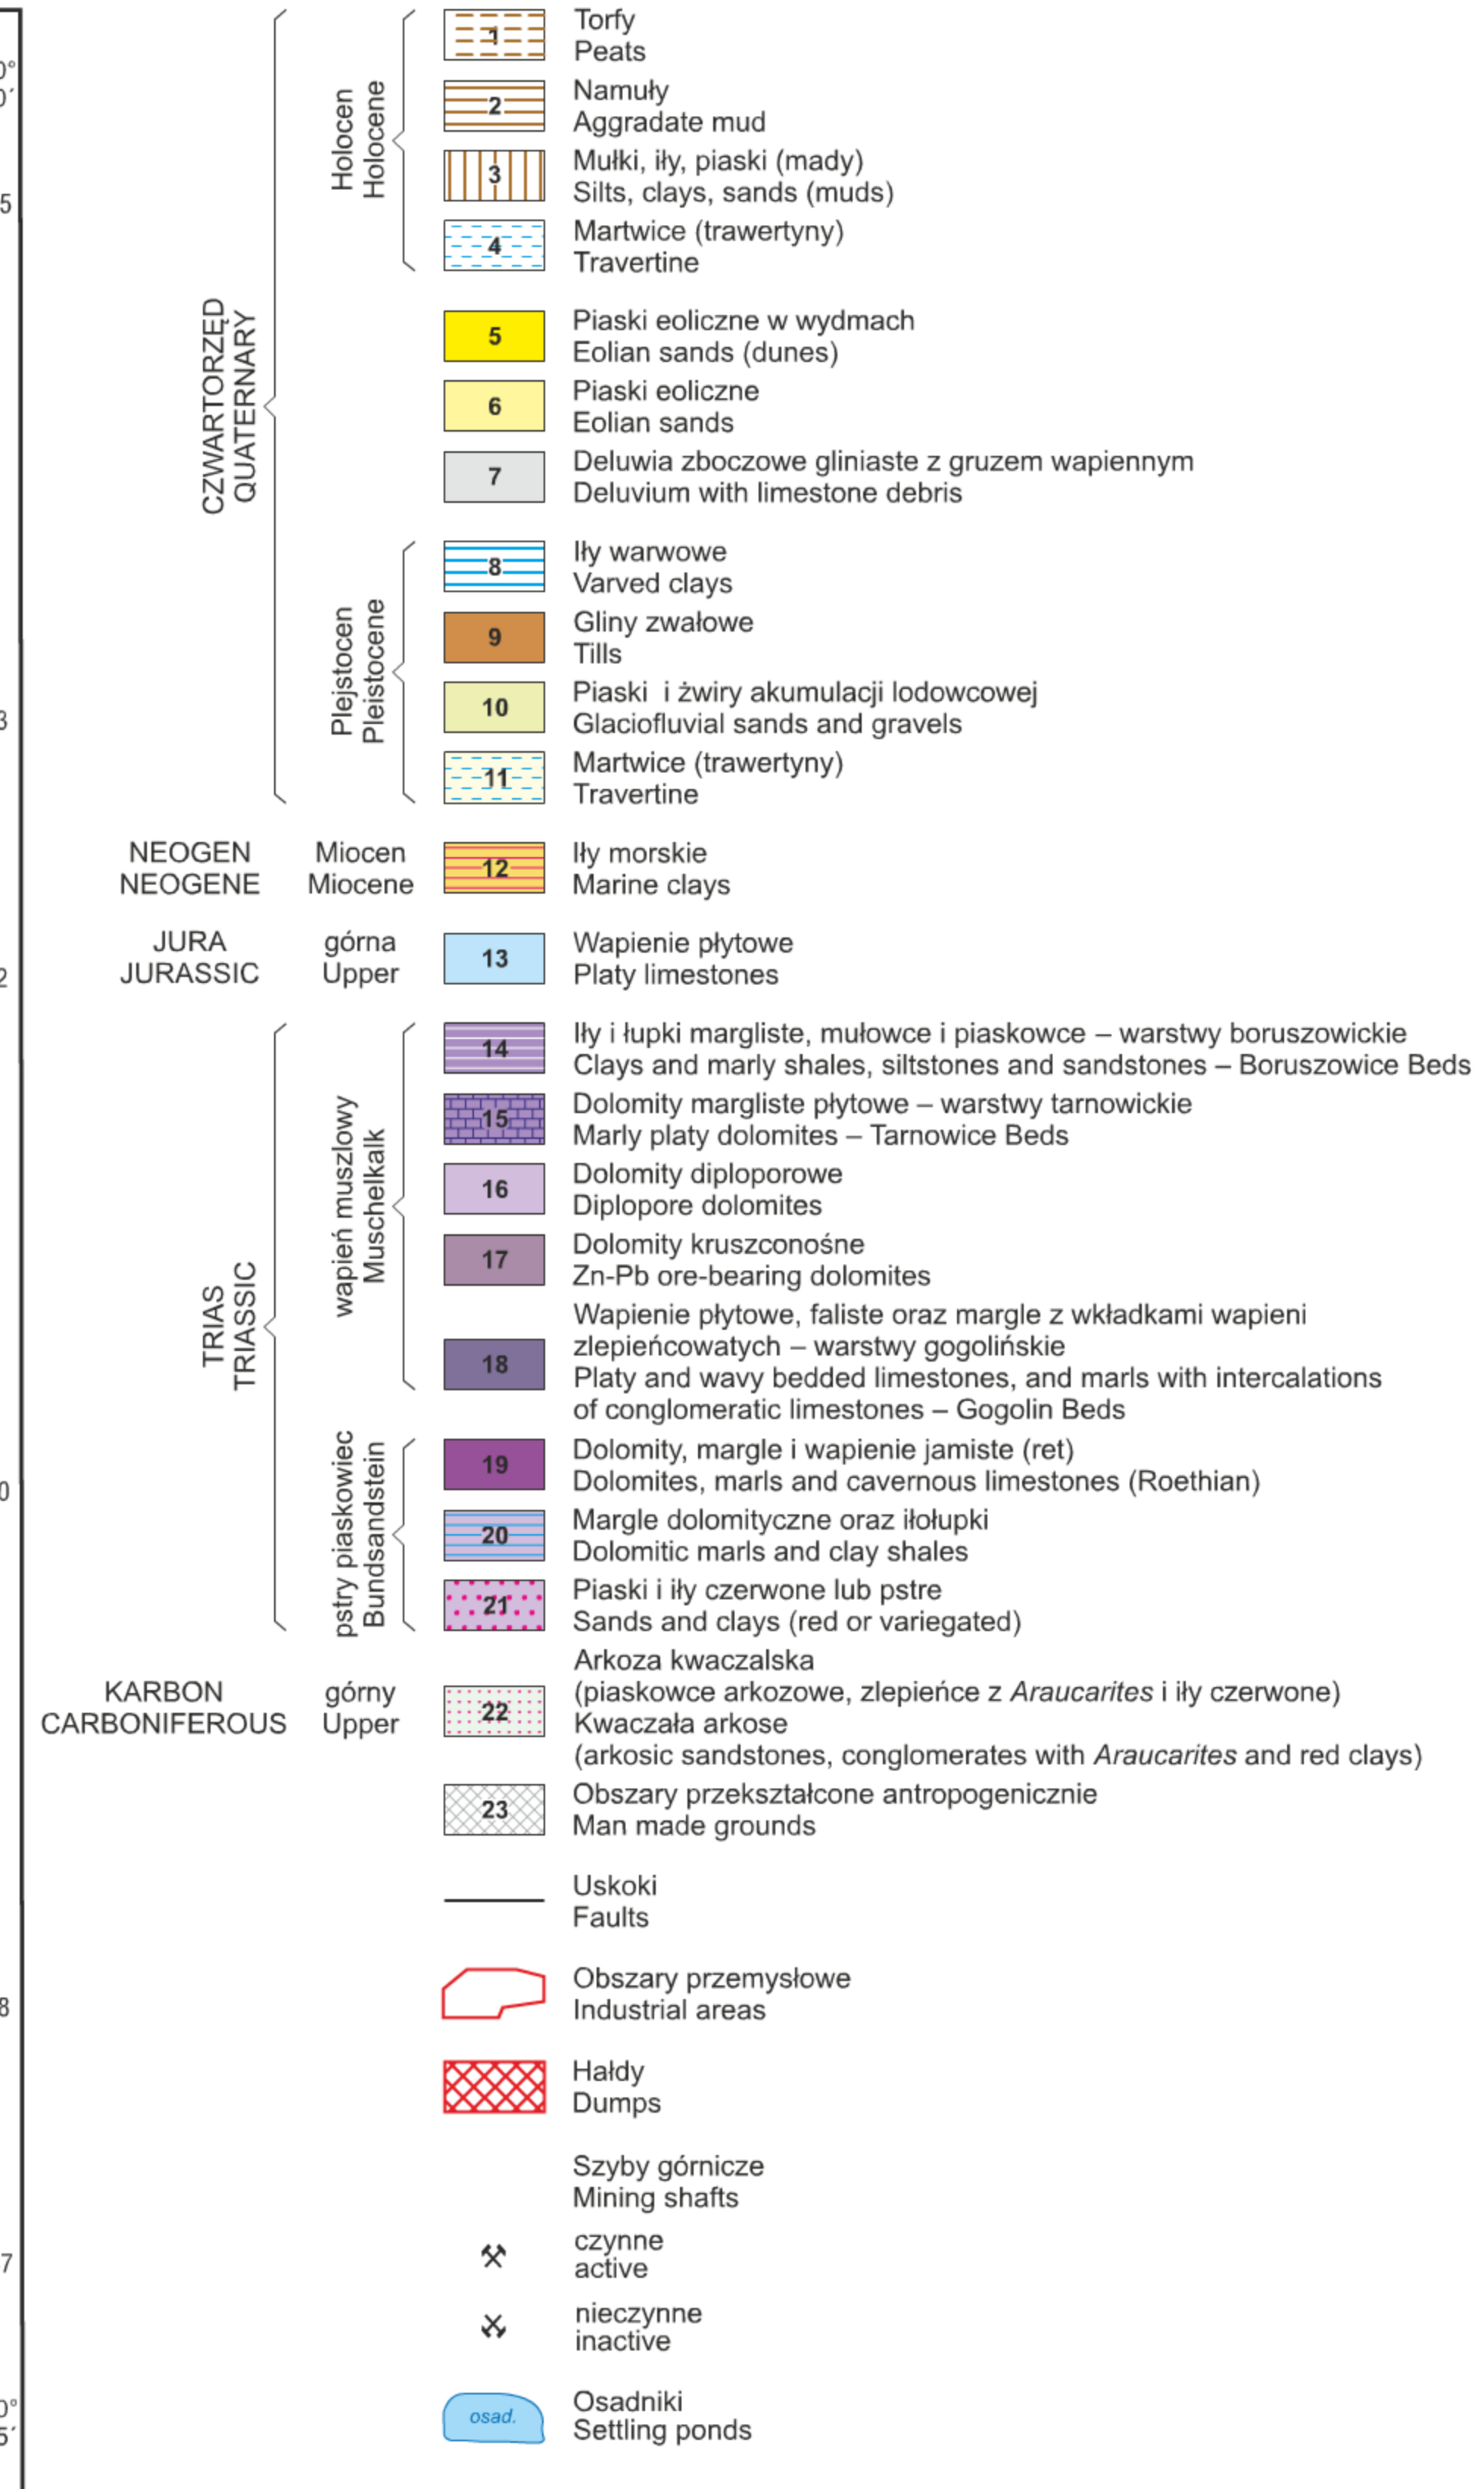 0°
0´
5
3
2
0
8
7
0°
5´
CZWARTORZĘD
QUATERNARY
Holocen
Holocene
1
Torfy
Peats
2
Namuły
Aggradate mud
3
Mułki, iły, piaski (mady)
Silts, clays, sands (muds)
4
Martwice (trawertyny)
Travertine
5
Piaski eoliczne w wydmach
Eolian sands (dunes)
6
Piaski eoliczne
Eolian sands
7
Deluwia zboczowe gliniaste z gruzem wapiennym
Deluvium with limestone debris
Plejstocen
Pleistocene
8
Iły warwowe
Varved clays
9
Gliny zwałowe
Tills
10
Piaski i żwiry akumulacji lodowcowej
Glaciofluvial sands and gravels
11
Martwice (trawertyny)
Travertine
NEOGEN
NEOGENE
Miocen
Miocene
12
Iły morskie
Marine clays
JURA
JURASSIC
górna
Upper
13
Wapienie płytowe
Platy limestones
TRIAS
TRIASSIC
wapień muszlowy
Muschelkalk
14
Iły i łupki margliste, mułowce i piaskowce – warstwy boruszowickie
Clays and marly shales, siltstones and sandstones – Boruszowice Beds
15
Dolomity margliste płytowe – warstwy tarnowickie
Marly platy dolomites – Tarnowice Beds
16
Dolomity diploporowe
Diplopore dolomites
17
Dolomity kruszconośne
Zn-Pb ore-bearing dolomites
18
Wapienie płytowe, faliste oraz margle z wkładkami wapieni
zlepieńcowatych – warstwy gogolińskie
Platy and wavy bedded limestones, and marls with intercalations
of conglomeratic limestones – Gogolin Beds
pstry piaskowiec
Bundsandstein
19
Dolomity, margle i wapienie jamiste (ret)
Dolomites, marls and cavernous limestones (Roethian)
20
Margle dolomityczne oraz iłołupki
Dolomitic marls and clay shales
21
Piaski i iły czerwone lub pstre
Sands and clays (red or variegated)
KARBON
CARBONIFEROUS
górny
Upper
22
Arkoza kwaczalska
(piaskowce arkozowe, zlepieńce z Araucarites i iły czerwone)
Kwaczała arkose
(arkosic sandstones, conglomerates with Araucarites and red clays)
23
Obszary przekształcone antropogenicznie
Man made grounds
Uskoki
Faults
Obszary przemysłowe
Industrial areas
Hałdy
Dumps
Szyby górnicze
Mining shafts
czynne
active
nieczynne
inactive
osad.
Osadniki
Settling ponds